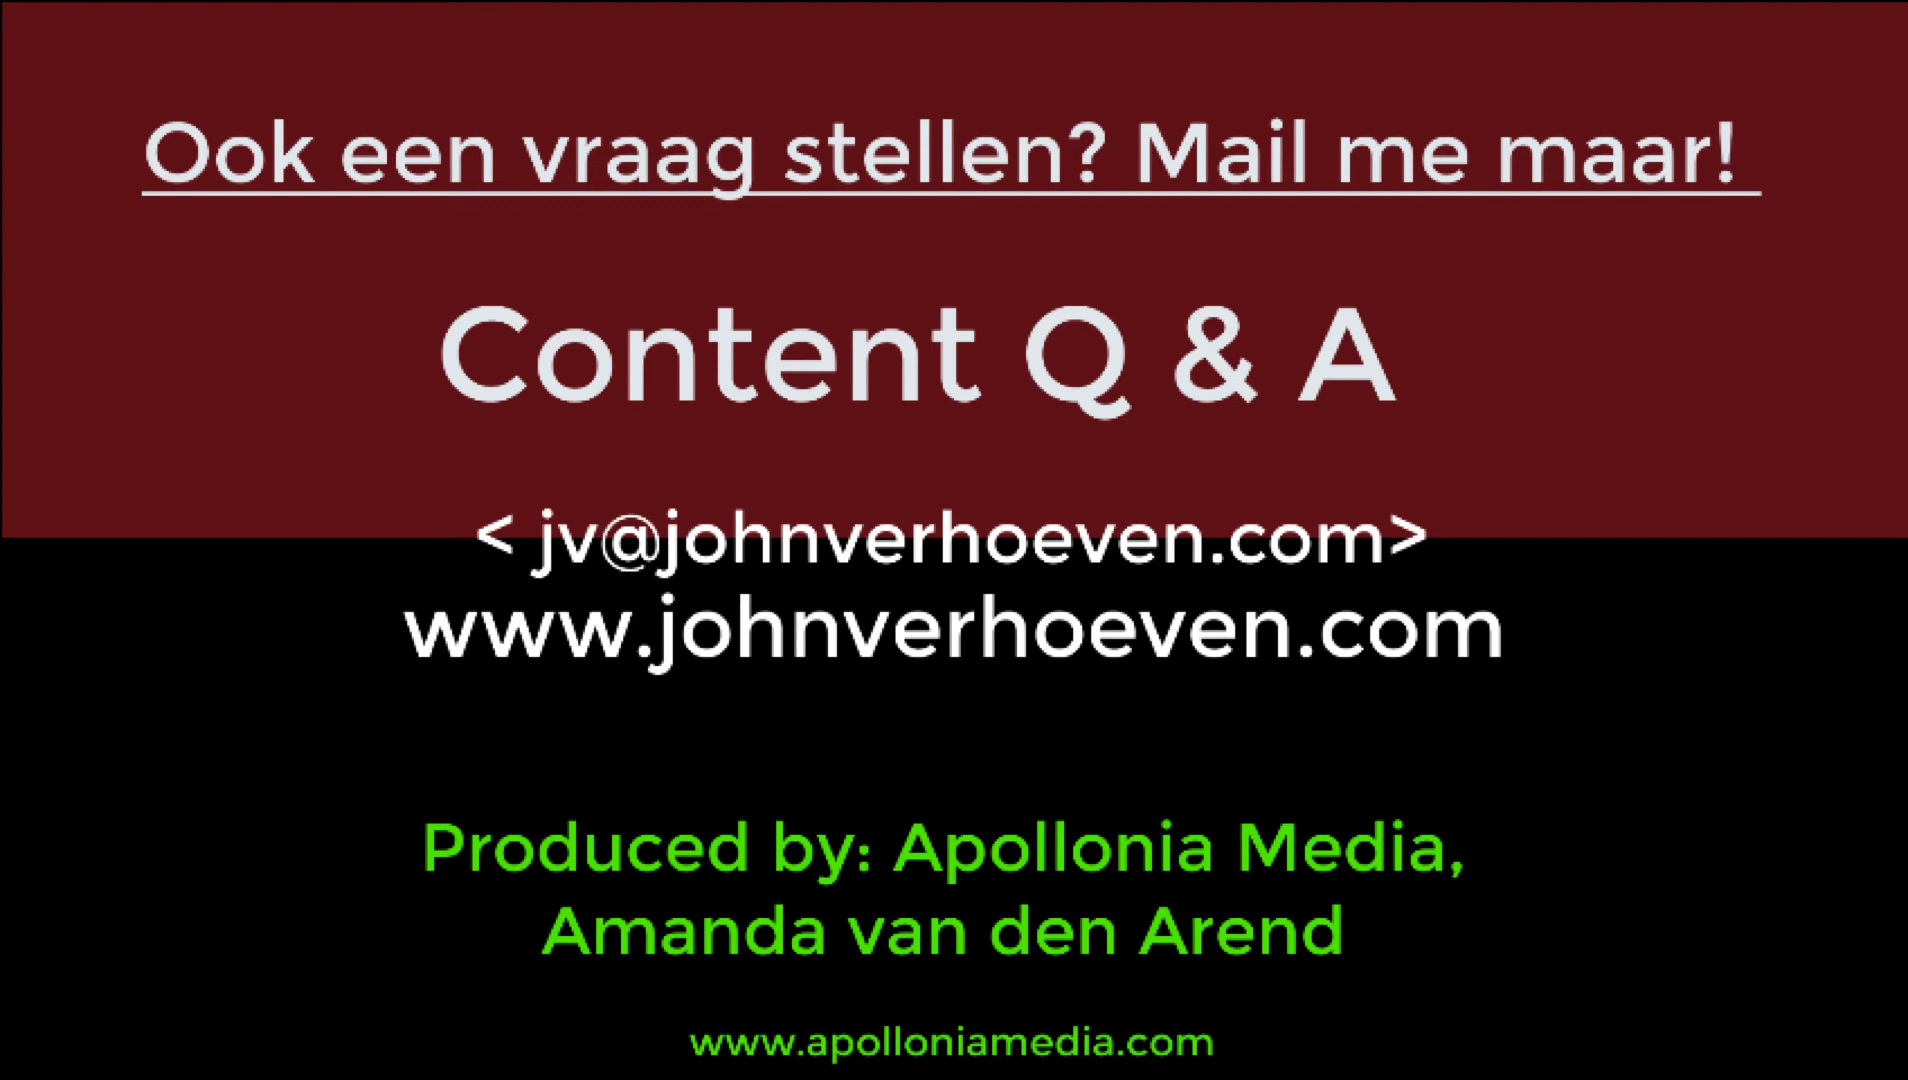 Ook een vraag stellen? Mail me maar!
Content Q & A
< jv@johnverhoeven.com>
www.johnverhoeven.com
Produced by: Apollonia Media,
Amanda van den Arend
www.apolloniamedia.com